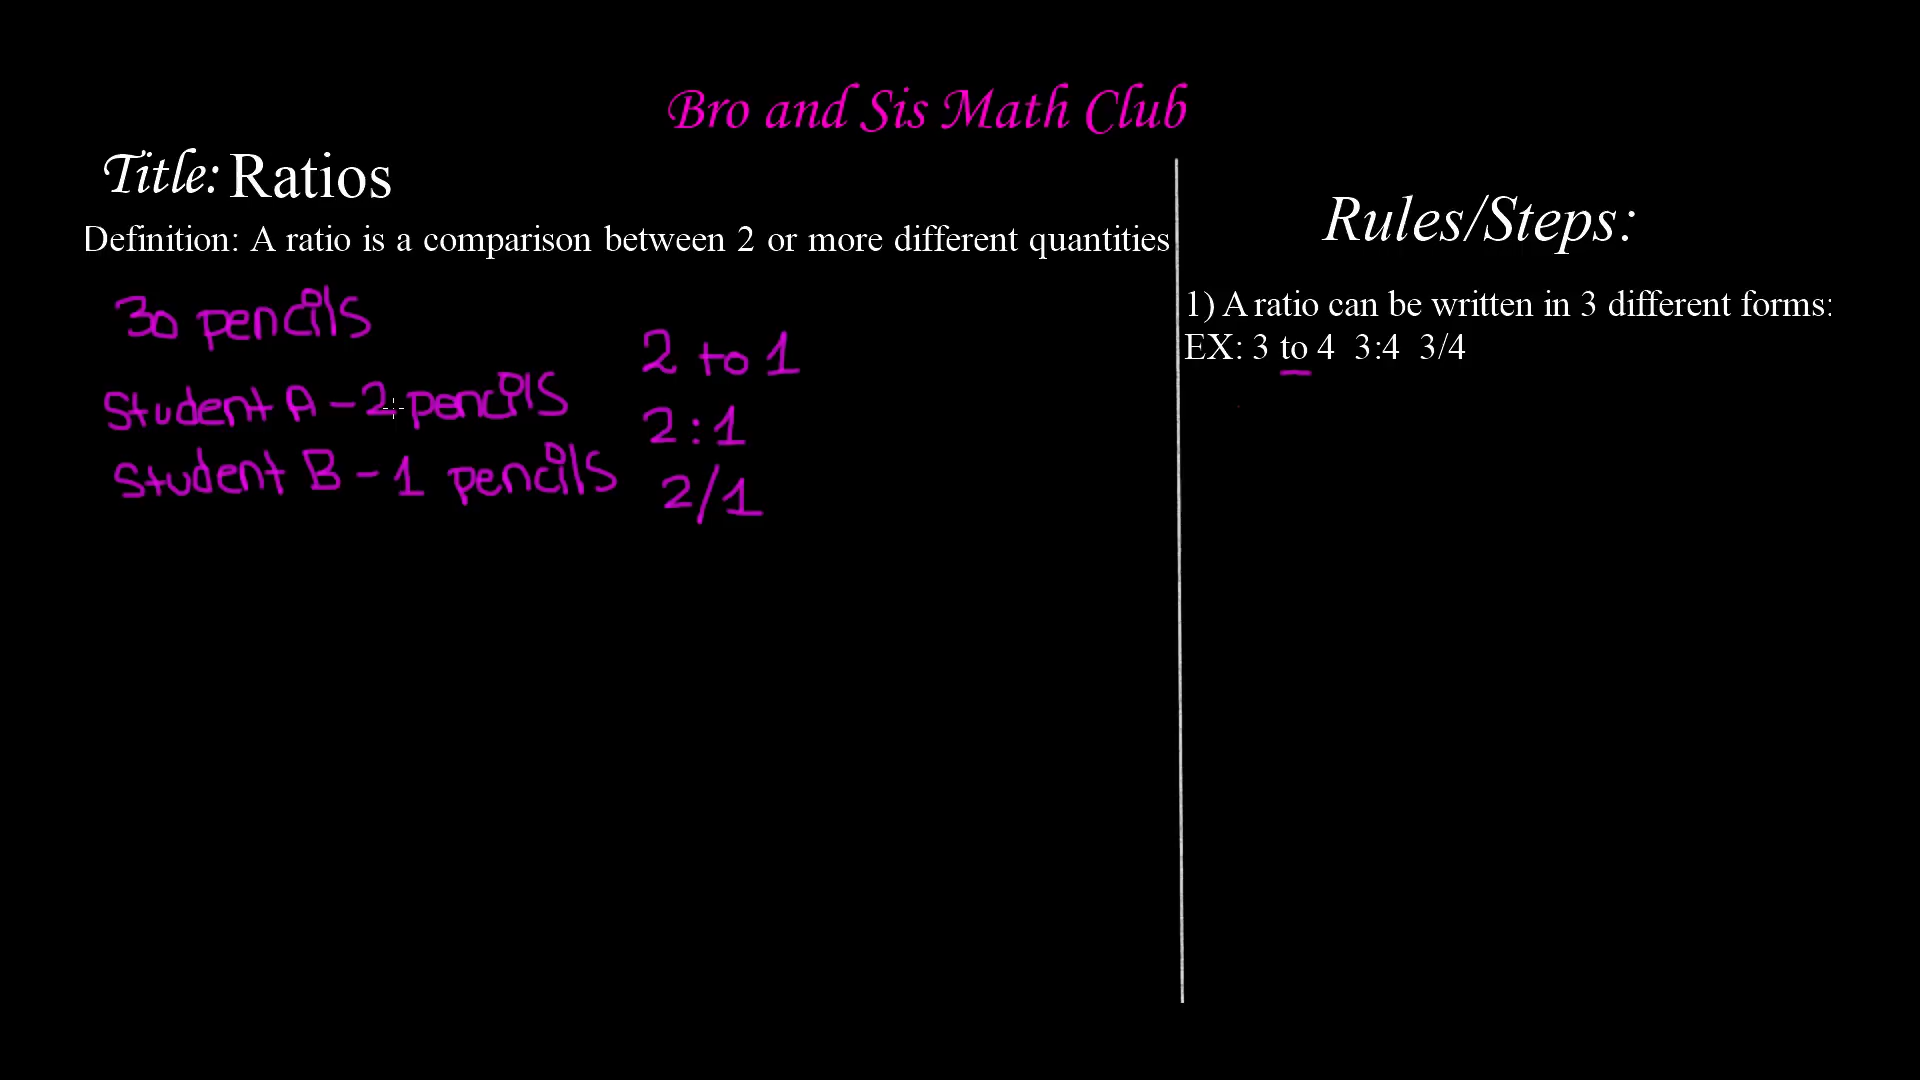 Bro and Sis Math Club
Title: Ratios
Definition: A ratio is a comparison between 2 or more different quantities
30 pencils
Student A - 2 pencils
Student B - 1 pencils
2 to 1
2:1
2/1
Rules/Steps:
1) A ratio can be written in 3 different forms:
EX: 3 to 4 3:4 3/4